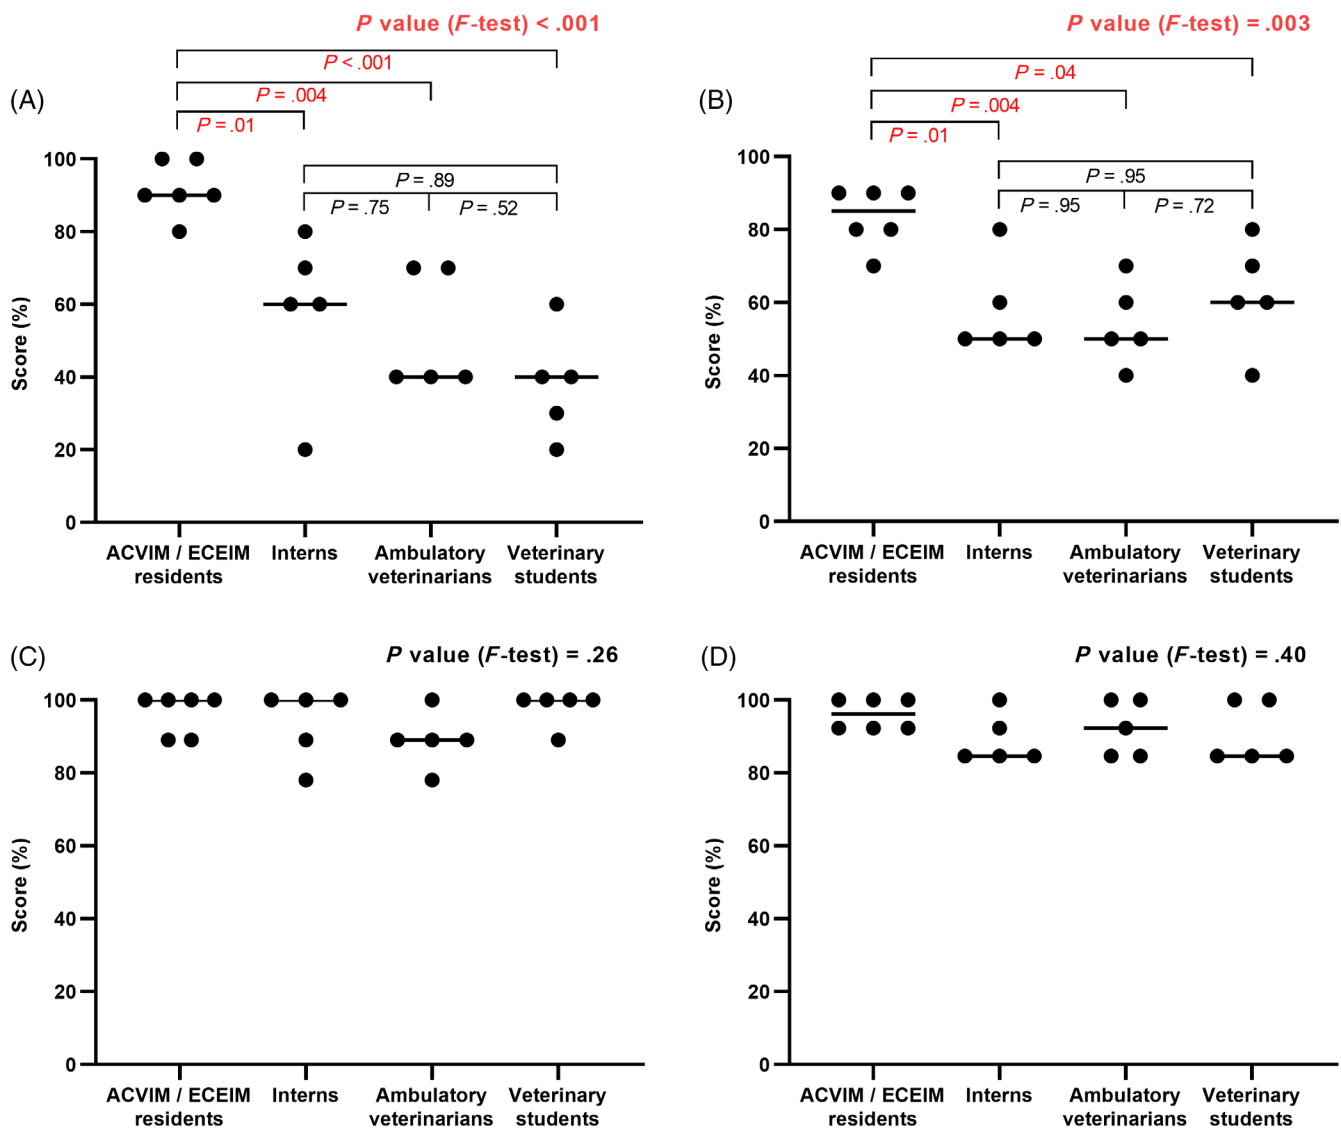 P value (F-test) < .001
P < .001
P = .004
P = .01
(A)
100
80
60
40
20
0
Score (%)
P = .89
P = .75
P = .52
ACVIM / ECEIM
residents
Interns
Ambulatory
veterinarians
Veterinary
students
P value (F-test) = .003
P = .04
P = .004
P = .01
(B)
100
80
60
40
20
0
Score (%)
P = .95
P = .95
P = .72
ACVIM / ECEIM
residents
Interns
Ambulatory
veterinarians
Veterinary
students
(C)
P value (F-test) = .26
100
80
60
40
20
0
Score (%)
ACVIM / ECEIM
residents
Interns
Ambulatory
veterinarians
Veterinary
students
(D)
P value (F-test) = .40
100
80
60
40
20
0
Score (%)
ACVIM / ECEIM
residents
Interns
Ambulatory
veterinarians
Veterinary
students